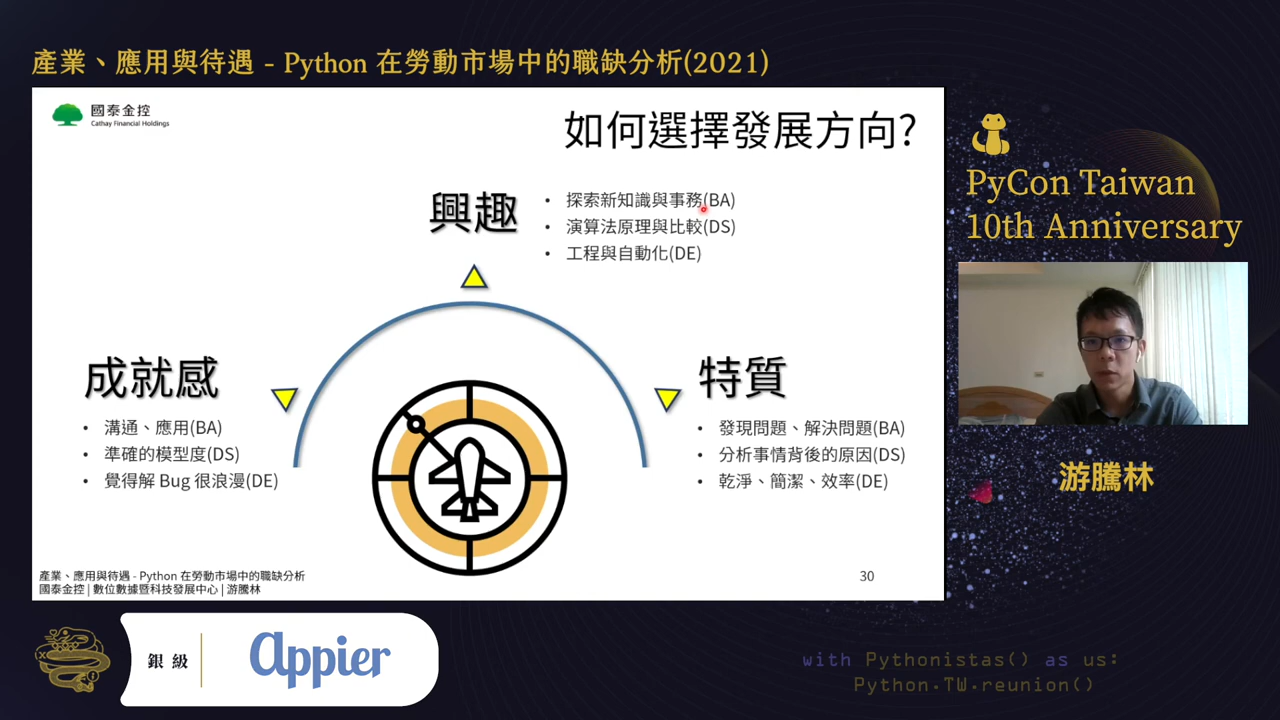 產業、應用與待遇 - Python 在勞動市場中的職缺分析(2021)
國泰金控
Cathay Financial Holdings
如何選擇發展方向?
興趣
• 探索新知識與事務(BA)
• 演算法原理與比較(DS)
• 工程與自動化(DE)
成就感
• 溝通、應用(BA)
• 準確的模型度(DS)
• 覺得解 Bug 很浪漫(DE)
特質
• 發現問題、解決問題(BA)
• 分析事情背後的原因(DS)
• 乾淨、簡潔、效率(DE)
產業、應用與待遇 - Python 在勞動市場中的職缺分析
國泰金控 | 數位數據暨科技發展中心 | 游騰林
30
PyCon Taiwan
10th Anniversary
游騰林
銀級
appier
with Pythonistas() as us:
Python.TW.reunion()